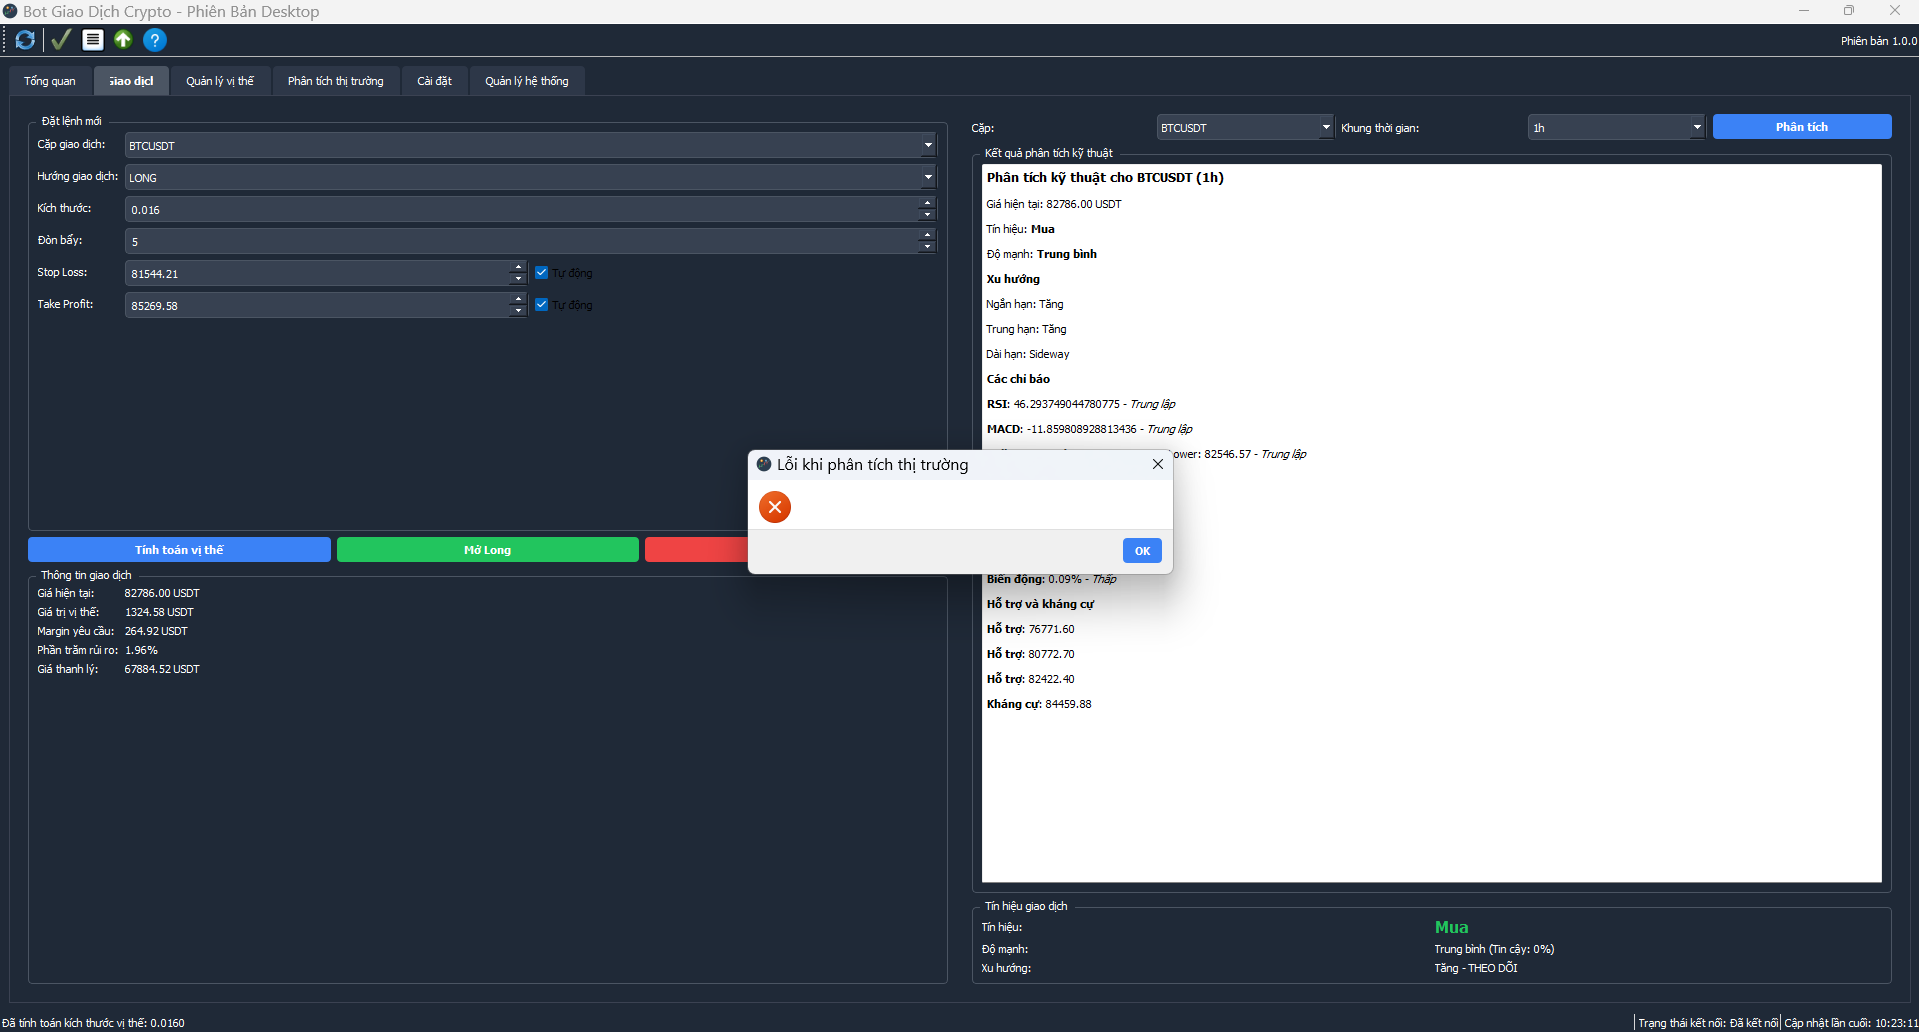 Bot Giao Dịch Crypto - Phiên Bản Desktop
Phiên bản 1.0.0
Tổng quan
Giao dịch
Quản lý vị thế
Phân tích thị trường
Cài đặt
Quản lý hệ thống
Đặt lệnh mới
Cặp giao dịch: BTCUSDT
Hướng giao dịch: LONG
Kích thước: 0.016
Đòn bẩy: 5
Stop Loss: 81544.21 Tự động
Take Profit: 85269.58 Tự động
Tính toán vị thế
Mở Long
Thông tin giao dịch
Giá hiện tại: 82786.00 USDT
Giá trị vị thế: 1324.58 USDT
Margin yêu cầu: 264.92 USDT
Phần trăm rủi ro: 1.96%
Giá thanh lý: 67884.52 USDT
Cặp: BTCUSDT Khung thời gian: 1h Phân tích
Kết quả phân tích kỹ thuật
Phân tích kỹ thuật cho BTCUSDT (1h)
Giá hiện tại: 82786.00 USDT
Tín hiệu: Mua
Độ mạnh: Trung bình
Xu hướng
Ngắn hạn: Tăng
Trung hạn: Tăng
Dài hạn: Sideway
Các chỉ báo
RSI: 46.293749044780775 - Trung lập
MACD: -11.859808928813436 - Trung lập
ower: 82546.57 - Trung lập
Lỗi khi phân tích thị trường
OK
Biến động: 0.09% - Thấp
Hỗ trợ và kháng cự
Hỗ trợ: 76771.60
Hỗ trợ: 80772.70
Hỗ trợ: 82422.40
Kháng cự: 84459.88
Tín hiệu giao dịch
Tín hiệu: Mua
Độ mạnh: Trung bình (Tin cậy: 0%)
Xu hướng: Tăng - THEO DÕI
Đã tính toán kích thước vị thế: 0.0160
Trạng thái kết nối: Đã kết nối
Cập nhật lần cuối: 10:23:11